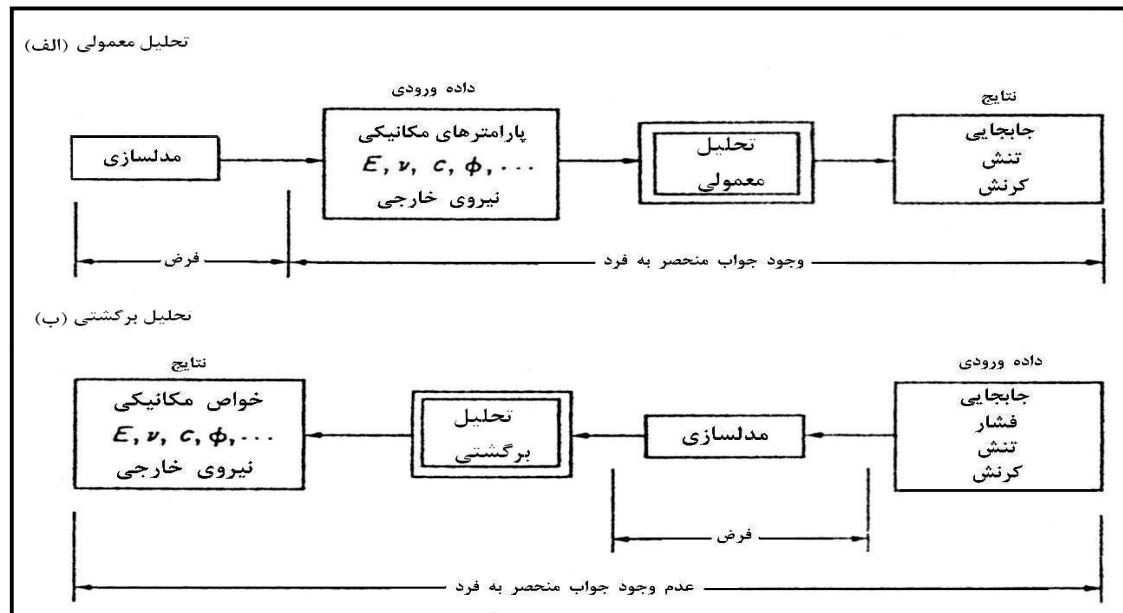 تحلیل معمولی (الف)
داده ورودی
نتایج
مدلسازی
پارامترهای مکانیکی
E, ν, c, ϕ, ...
نیروی خارجی
تحلیل
معمولی
جابجایی
تنش
کرنش
فرض
وجود جواب منحصر به فرد
تحلیل برگشتی (ب)
نتایج
داده ورودی
خواص مکانیکی
E, ν, c, ϕ, ...
نیروی خارجی
تحلیل
برگشتی
مدلسازی
جابجایی
فشار
تنش
کرنش
فرض
عدم وجود جواب منحصر به فرد